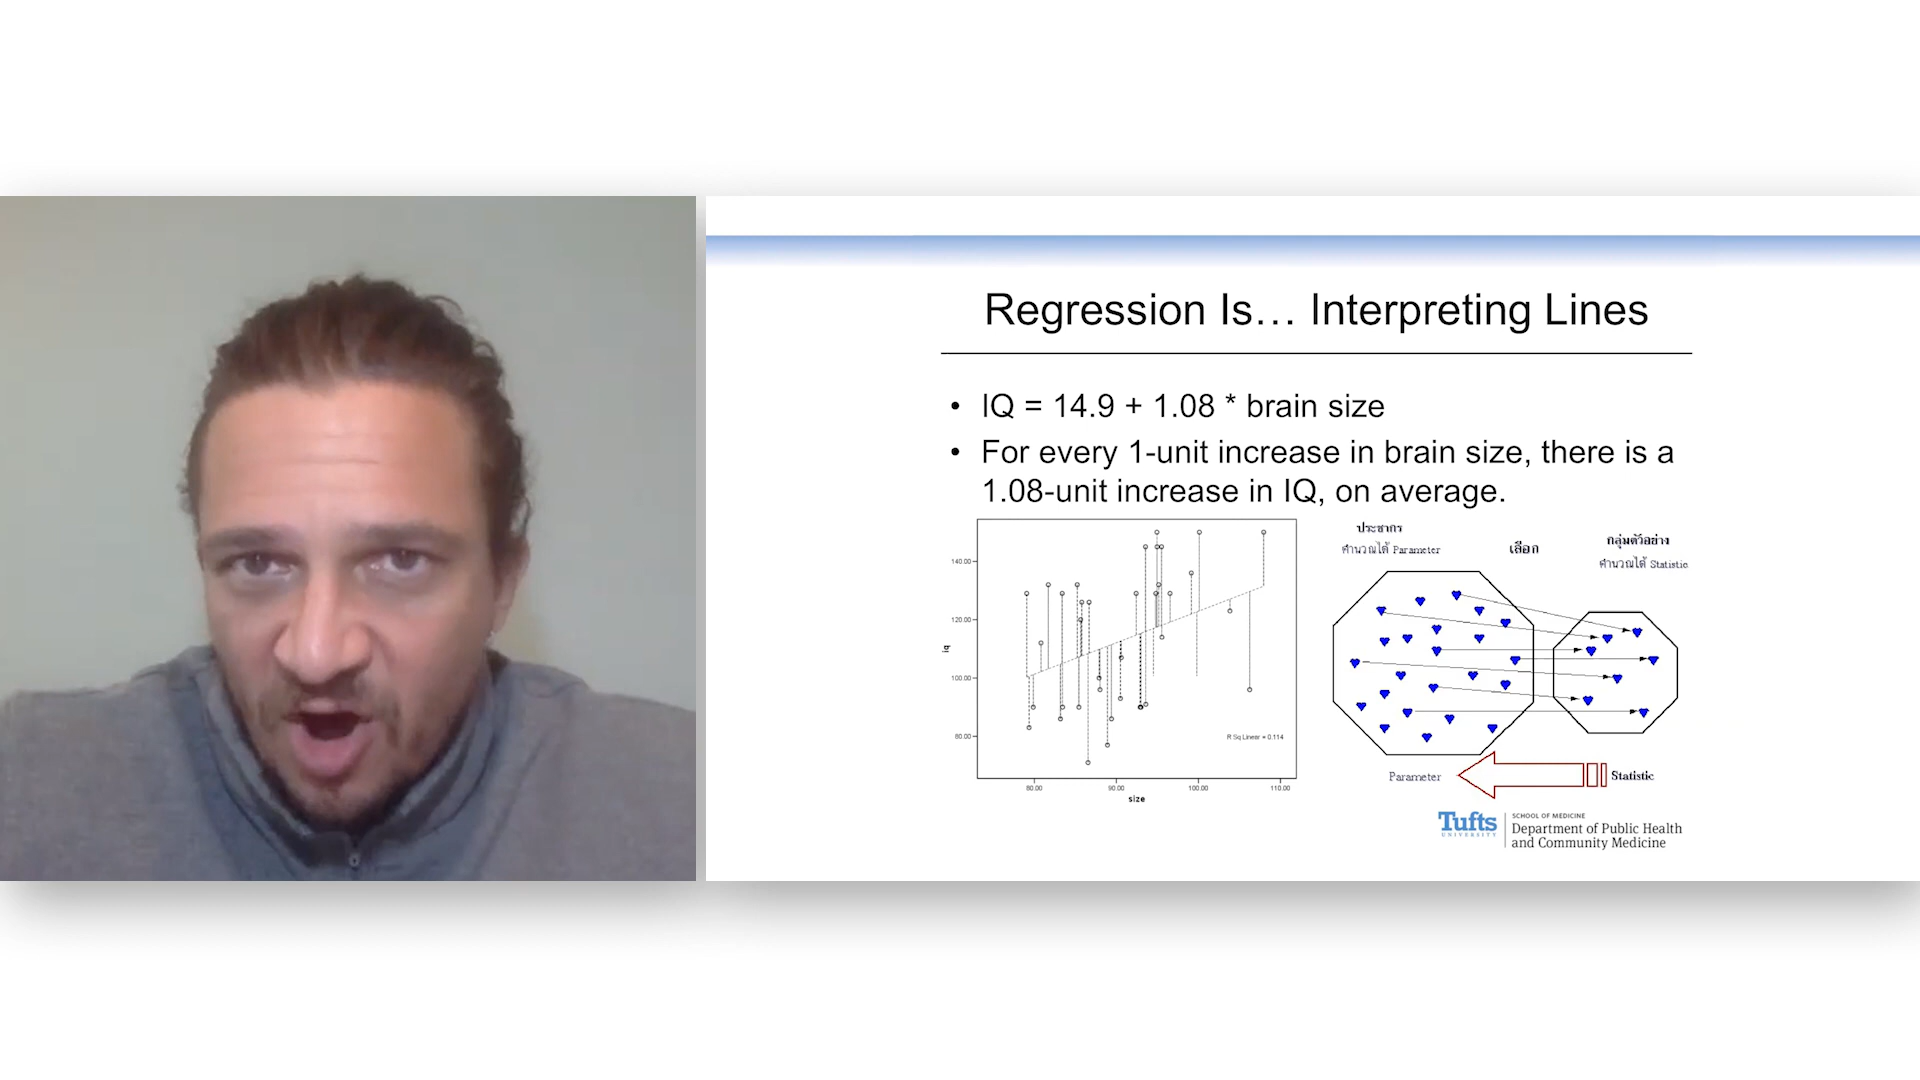 Regression Is… Interpreting Lines
• IQ = 14.9 + 1.08 * brain size
• For every 1-unit increase in brain size, there is a
1.08-unit increase in IQ, on average.
140.00
120.00
100.00
80.00
iq
R Sq Linear = 0.114
80.00 90.00 100.00 110.00
size
ประชากร
คำนวณได้ Parameter
เลือก
กลุ่มตัวอย่าง
คำนวณได้ Statistic
Parameter
Statistic
Tufts
UNIVERSITY
SCHOOL OF MEDICINE
Department of Public Health
and Community Medicine